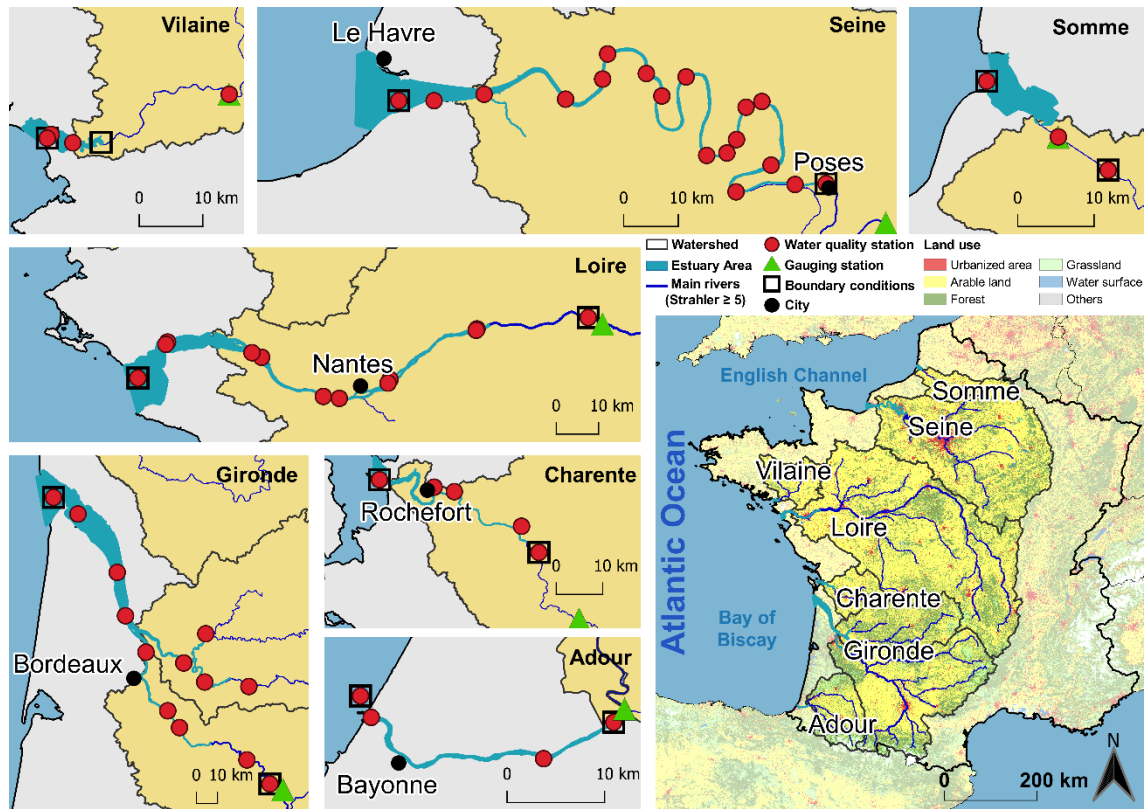 Vilaine
0 10 km
Le Havre
Seine
Poses
0 10 km
Somme
0 10 km
Loire
Nantes
0 10 km
Watershed
Estuary Area
Main rivers
(Strahler ≥ 5)
Water quality station
Gauging station
Boundary conditions
City
Land use
Urbanized area
Arable land
Forest
Grassland
Water surface
Others
Gironde
Bordeaux
0 10 km
Charente
Rochefort
0 10 km
Adour
Bayonne
0 10 km
English Channel
Atlantic Ocean
Bay of
Biscay
Somme
Seine
Vilaine
Loire
Charente
Gironde
Adour
N
0 200 km